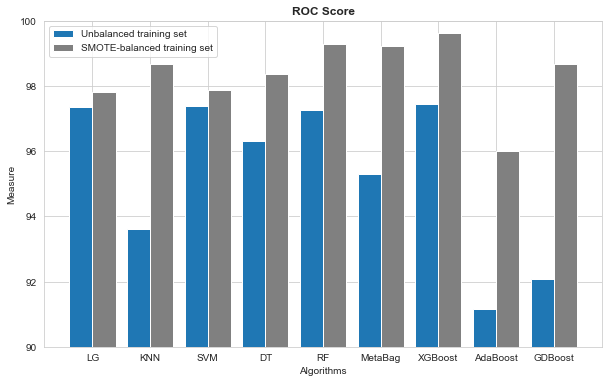 ROC Score
Unbalanced training set
SMOTE-balanced training set
100
98
96
94
92
90
Measure
LG KNN SVM DT RF MetaBag XGBoost AdaBoost GDBoost
Algorithms